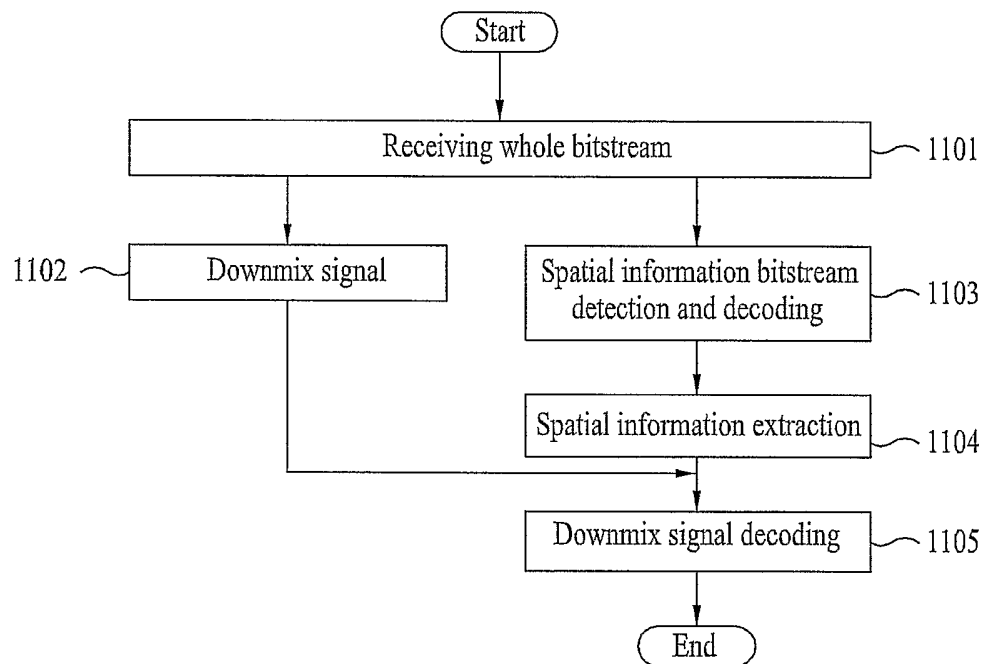 Start
Receiving whole bitstream
1101
1102
Downmix signal
Spatial information bitstream
detection and decoding
1103
Spatial information extraction
1104
Downmix signal decoding
1105
End